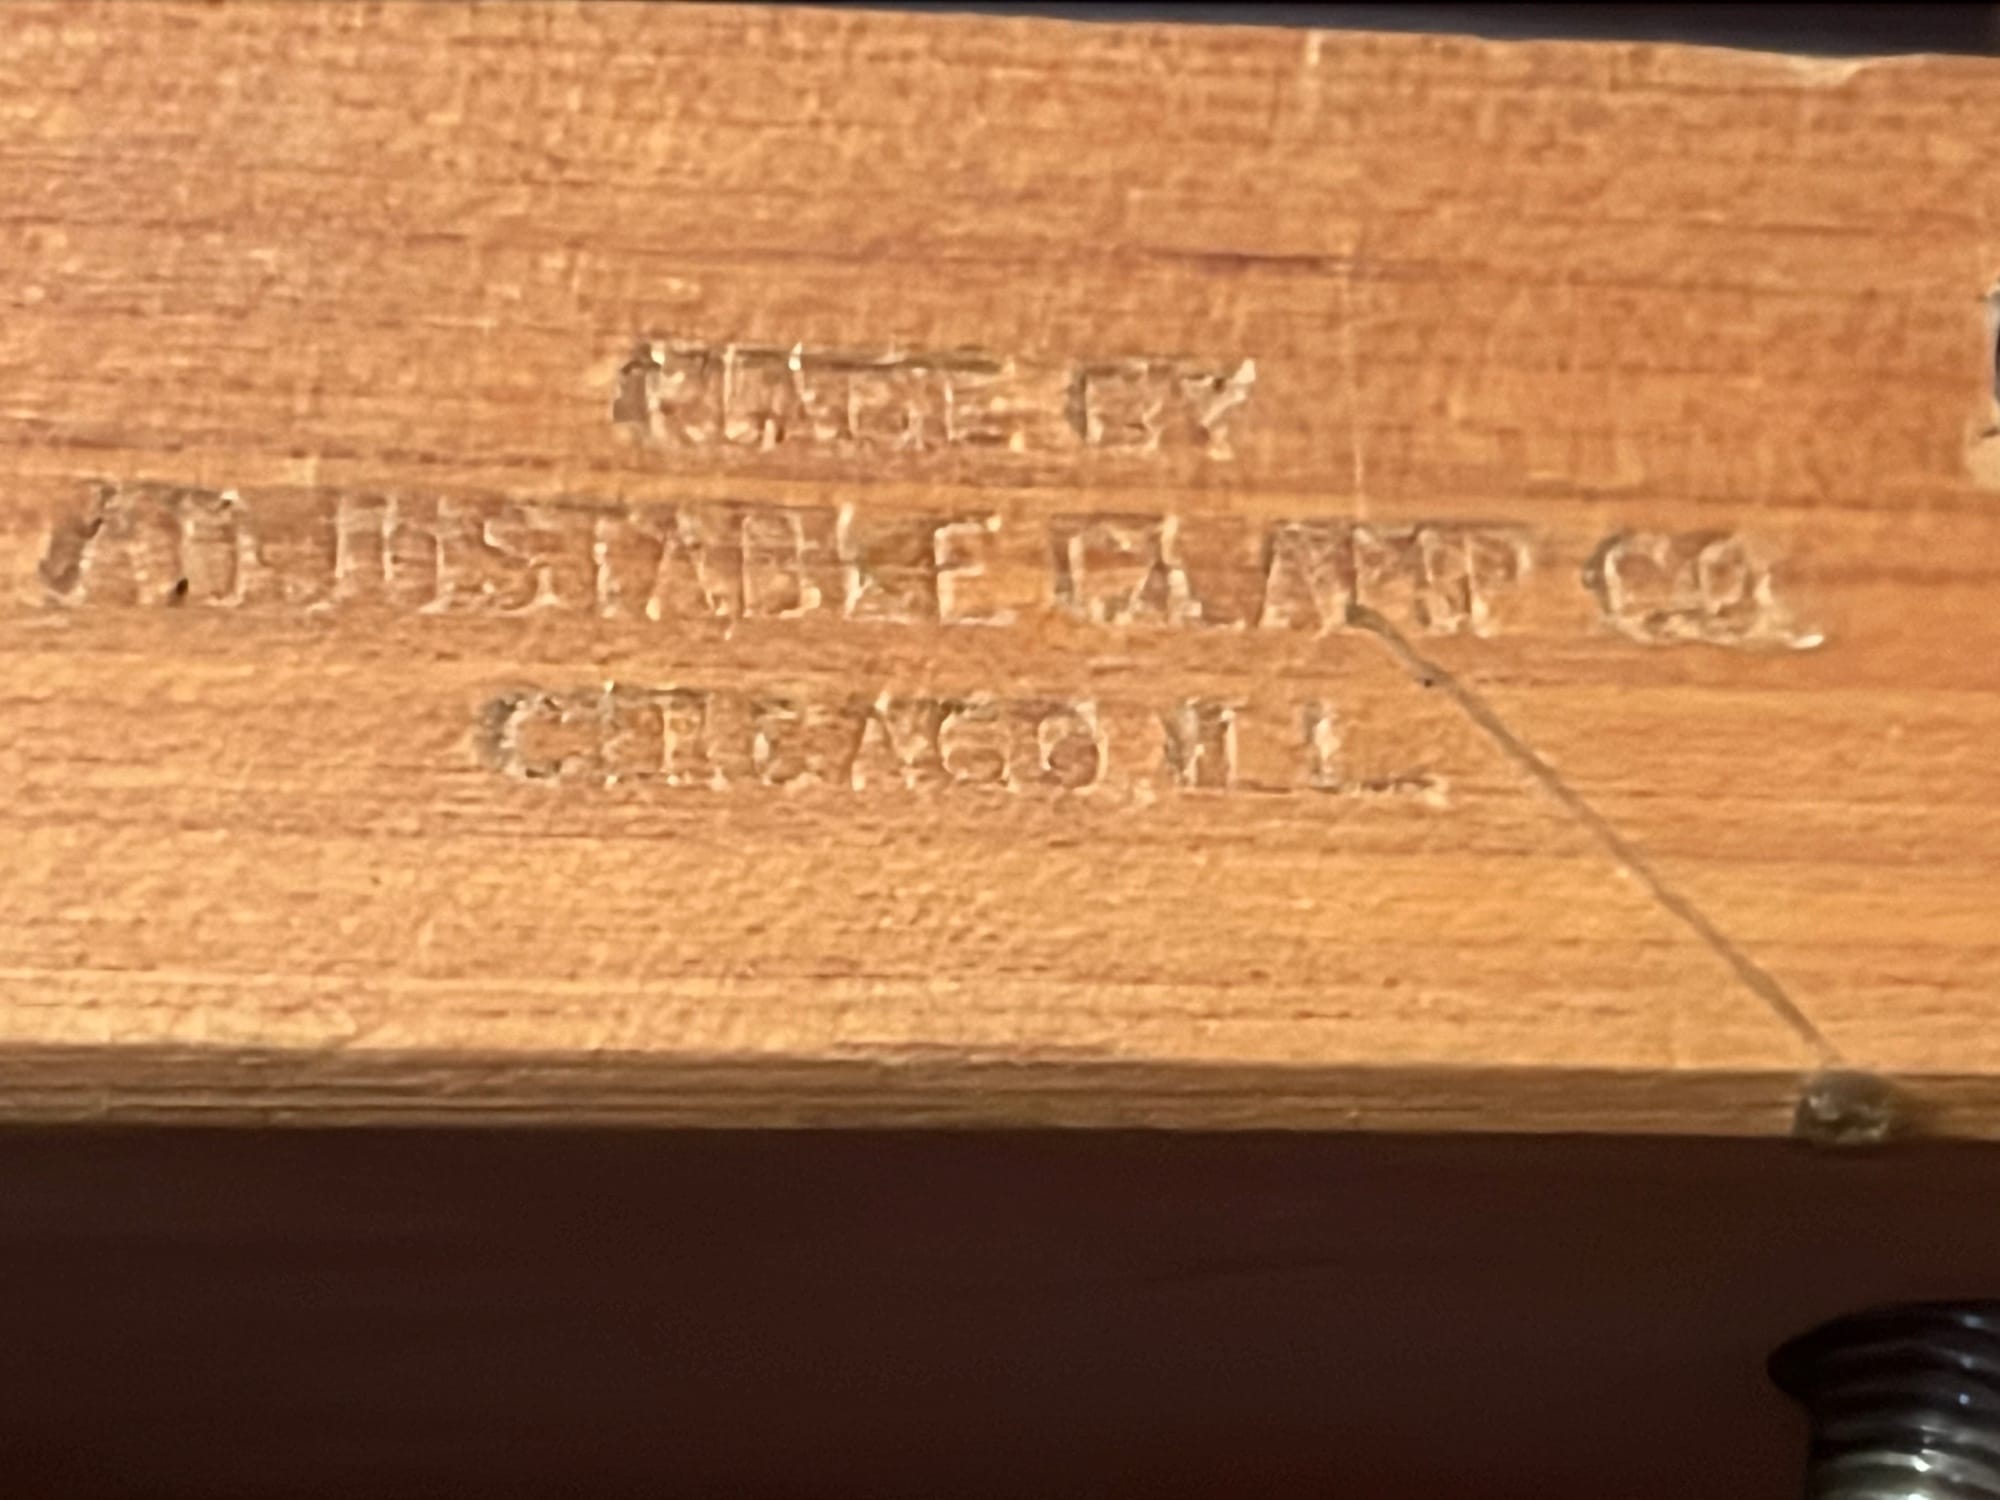 MADE BY
ADJUSTABLE CLAMP CO.
CHICAGO, ILL.